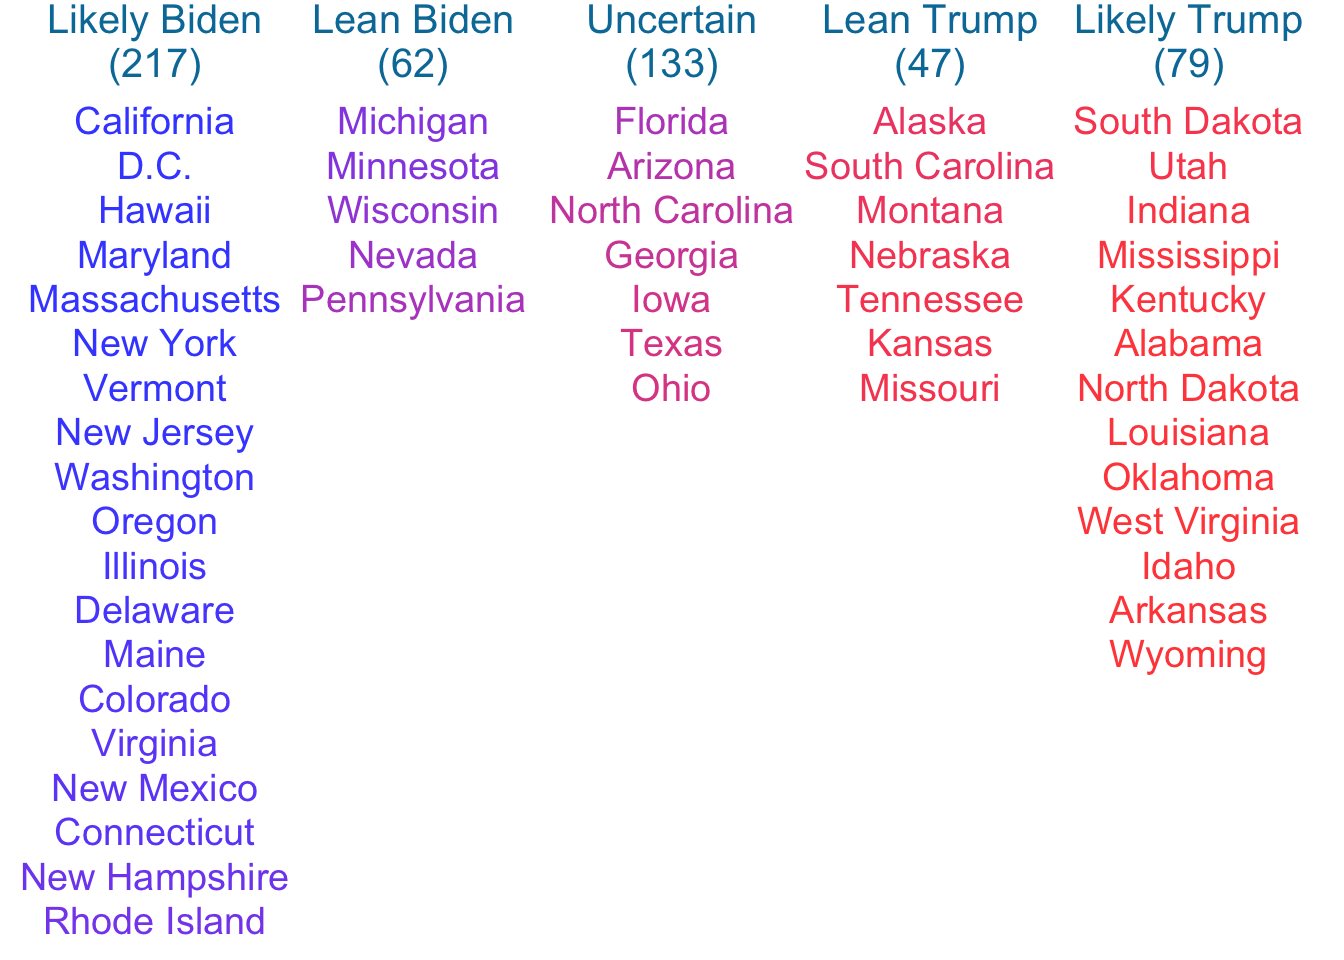 Likely Biden
(217)
California
D.C.
Hawaii
Maryland
Massachusetts
New York
Vermont
New Jersey
Washington
Oregon
Illinois
Delaware
Maine
Colorado
Virginia
New Mexico
Connecticut
New Hampshire
Rhode Island
Lean Biden
(62)
Michigan
Minnesota
Wisconsin
Nevada
Pennsylvania
Uncertain
(133)
Florida
Arizona
North Carolina
Georgia
Iowa
Texas
Ohio
Lean Trump
(47)
Alaska
South Carolina
Montana
Nebraska
Tennessee
Kansas
Missouri
Likely Trump
(79)
South Dakota
Utah
Indiana
Mississippi
Kentucky
Alabama
North Dakota
Louisiana
Oklahoma
West Virginia
Idaho
Arkansas
Wyoming